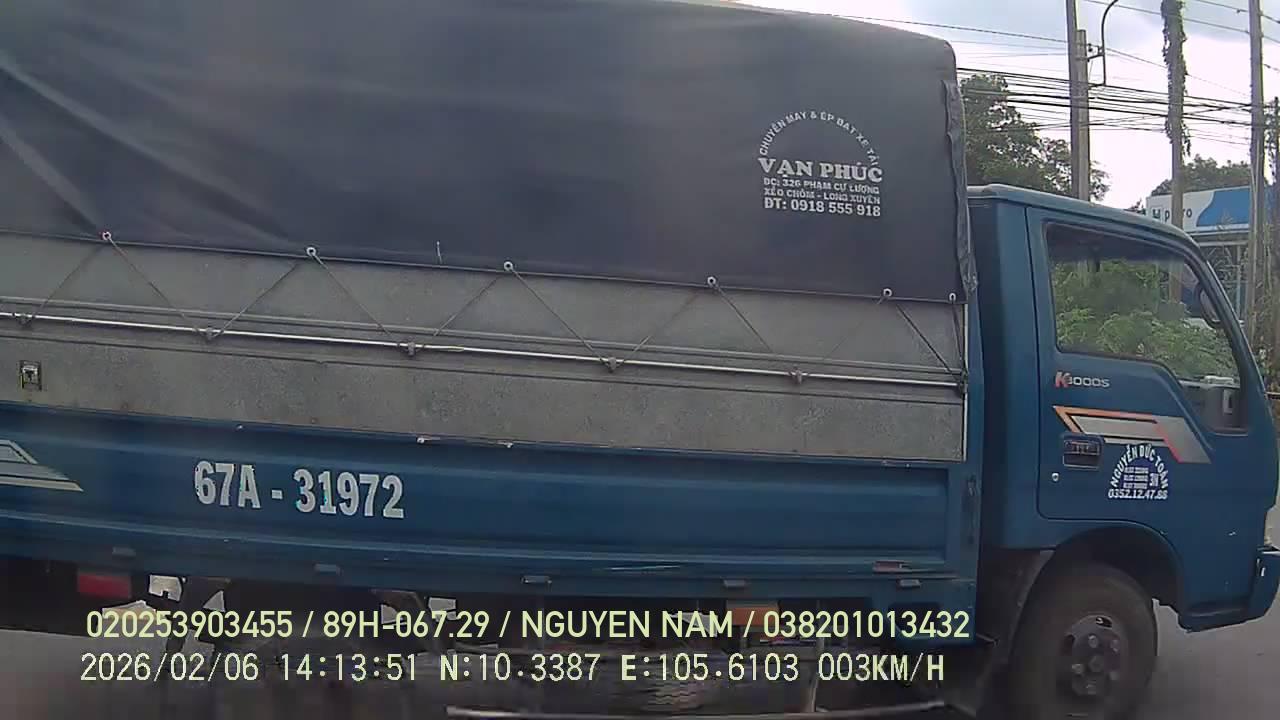 CHUYÊN MAY & ÉP BẠT XE TẢI
VẠN PHÚC
ĐC: 326 PHẠM CỰ LƯỢNG
XẺO CHÔM - LONG XUYÊN
ĐT: 0918 555 918
K3000S
67A - 31972
NGUYỄN ĐỨC TOÀN
0352.12.47.88
020253903455 / 89H-067.29 / NGUYEN NAM / 038201013432
2026/02/06 14:13:51 N:10.3387 E:105.6103 003KM/H